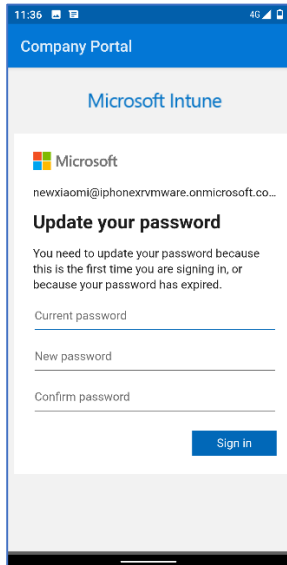 11:36 4G
Company Portal
Microsoft Intune
Microsoft
newxiaomi@iphonexrvmware.onmicrosoft.co...
Update your password
You need to update your password because
this is the first time you are signing in, or
because your password has expired.
Current password
New password
Confirm password
Sign in